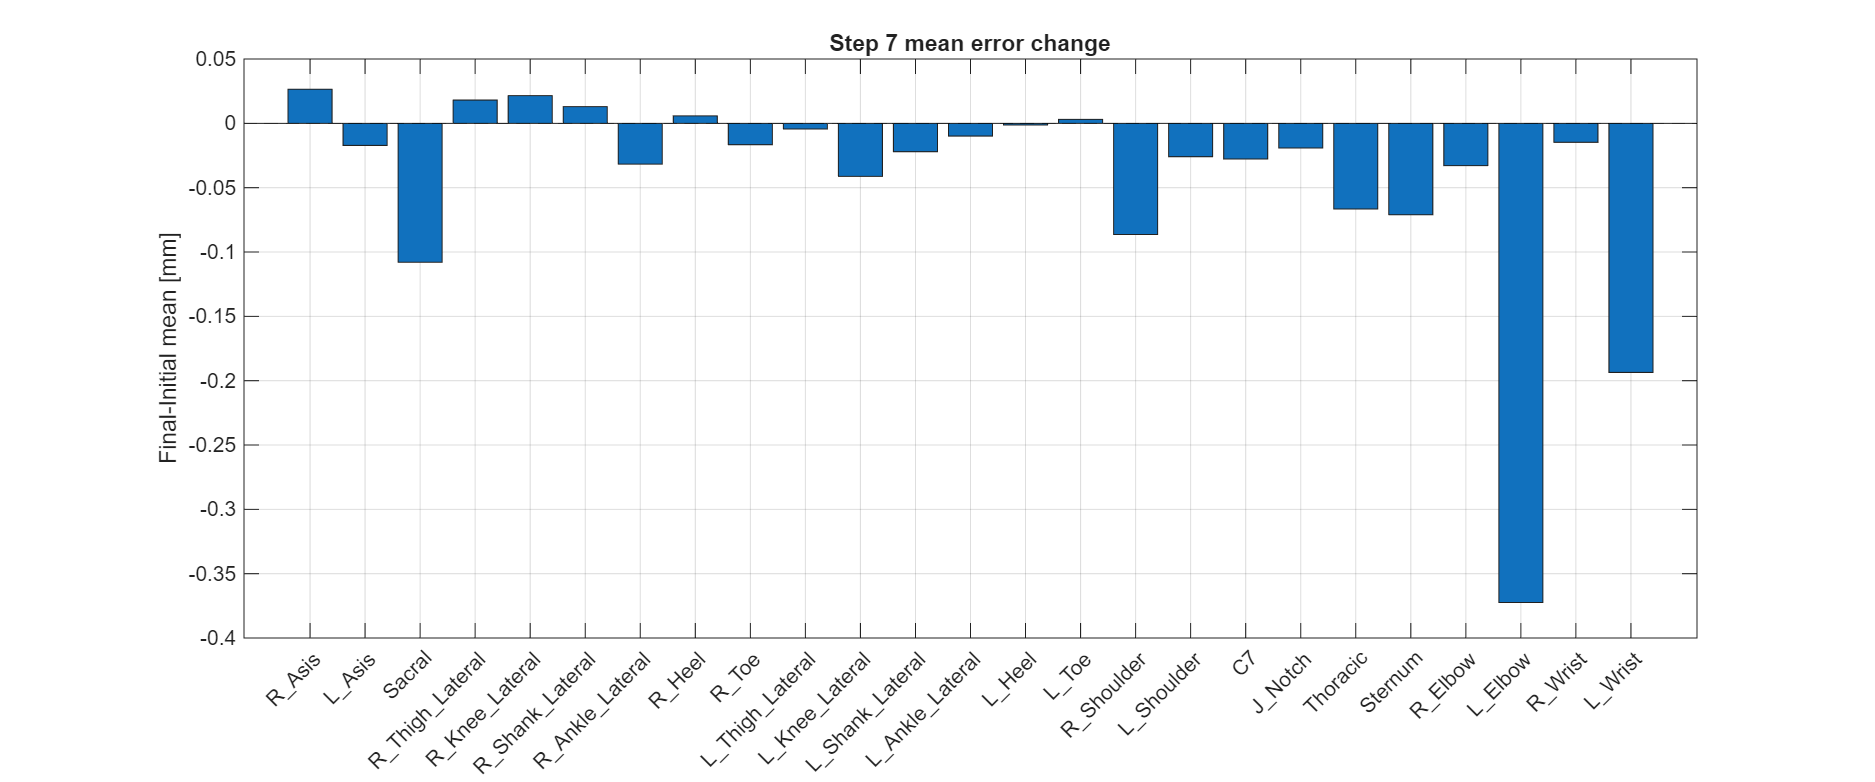 Step 7 mean error change
Final-Initial mean [mm]
0.05
0
-0.05
-0.1
-0.15
-0.2
-0.25
-0.3
-0.35
-0.4
R_Asis
L_Asis
Sacral
R_Thigh_Lateral
R_Knee_Lateral
R_Shank_Lateral
R_Ankle_Lateral
R_Heel
R_Toe
L_Thigh_Lateral
L_Knee_Lateral
L_Shank_Lateral
L_Ankle_Lateral
L_Heel
L_Toe
R_Shoulder
L_Shoulder
C7
J_Notch
Thoracic
Sternum
R_Elbow
L_Elbow
R_Wrist
L_Wrist